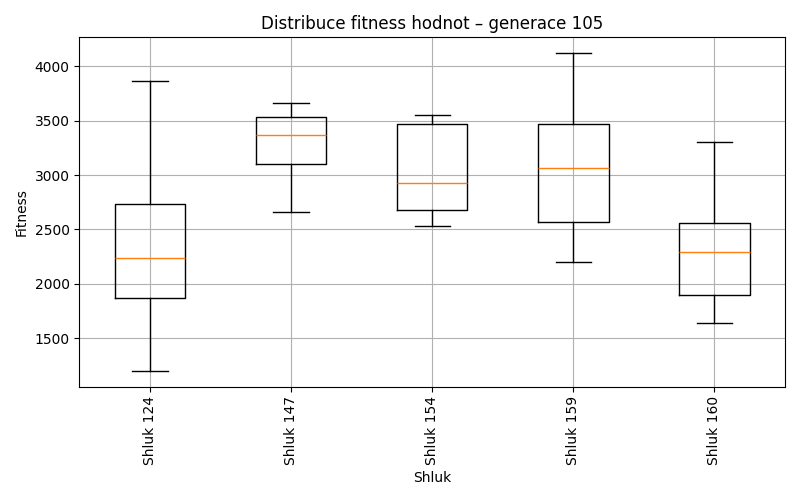 Distribuce fitness hodnot – generace 105
Fitness
4000
3500
3000
2500
2000
1500
Shluk 124
Shluk 147
Shluk 154
Shluk 159
Shluk 160
Shluk